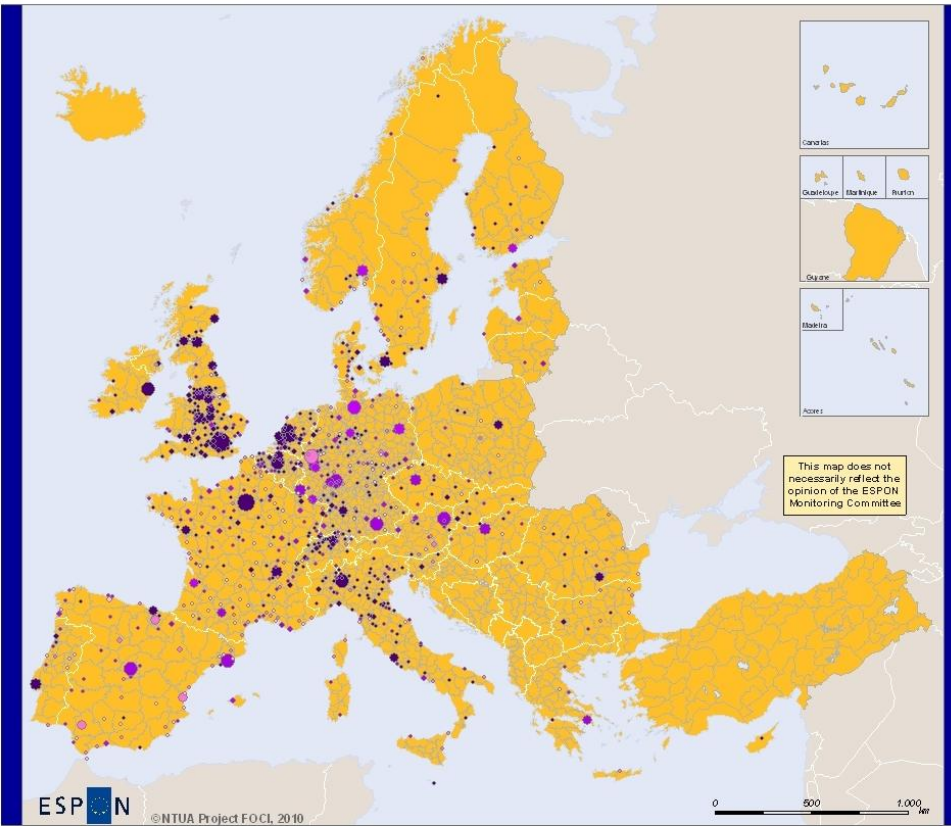 Canarias
Guadeloupe
Martinique
Réunion
Guyane
Madeira
Acores
This map does not
necessarily reflect the
opinion of the ESPON
Monitoring Committee
ESPON
©NTUA Project FOCI, 2010
0 500 1.000
km